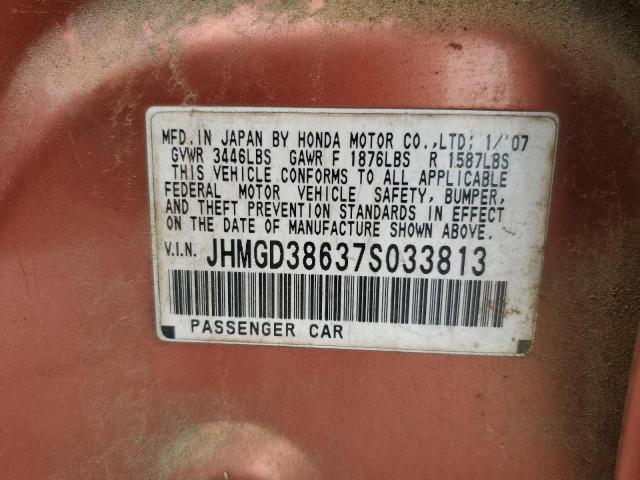 MFD.IN JAPAN BY HONDA MOTOR CO.,LTD; 1/'07
GVWR 3446LBS GAWR F 1876LBS R 1587LBS
THIS VEHICLE CONFORMS TO ALL APPLICABLE
FEDERAL MOTOR VEHICLE SAFETY, BUMPER,
AND THEFT PREVENTION STANDARDS IN EFFECT
ON THE DATE OF MANUFACTURE SHOWN ABOVE.
V.I.N. JHMGD38637S033813
PASSENGER CAR